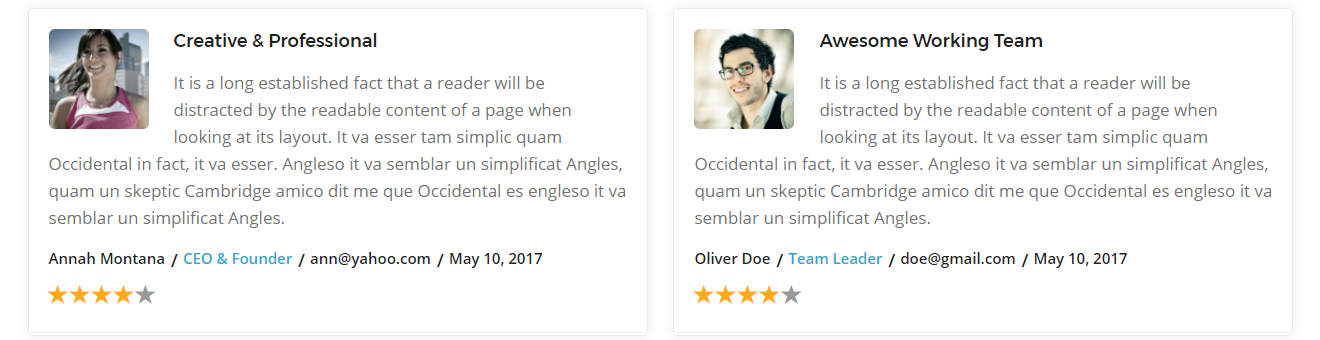 Creative & Professional
It is a long established fact that a reader will be
distracted by the readable content of a page when
looking at its layout. It va esser tam simplic quam
Occidental in fact, it va esser. Angleso it va semblar un simplificat Angles,
quam un skeptic Cambridge amico dit me que Occidental es engleso it va
semblar un simplificat Angles.
Annah Montana / CEO & Founder / ann@yahoo.com / May 10, 2017
Awesome Working Team
It is a long established fact that a reader will be
distracted by the readable content of a page when
looking at its layout. It va esser tam simplic quam
Occidental in fact, it va esser. Angleso it va semblar un simplificat Angles,
quam un skeptic Cambridge amico dit me que Occidental es engleso it va
semblar un simplificat Angles.
Oliver Doe / Team Leader / doe@gmail.com / May 10, 2017